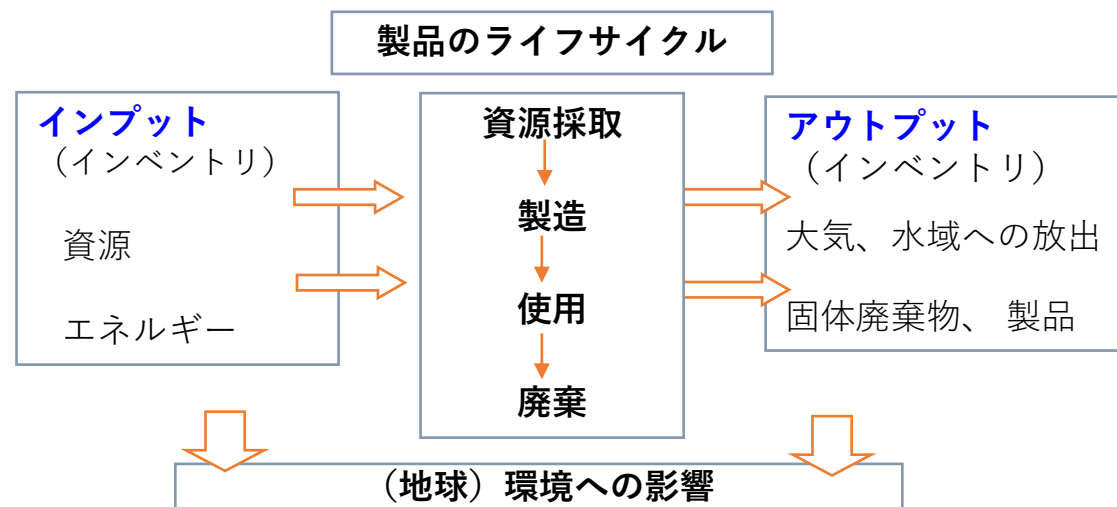 製品のライフサイクル
インプット
（インベントリ）
資源
エネルギー
資源採取
製造
使用
廃棄
アウトプット
（インベントリ）
大気、水域への放出
固体廃棄物、 製品
（地球）環境への影響